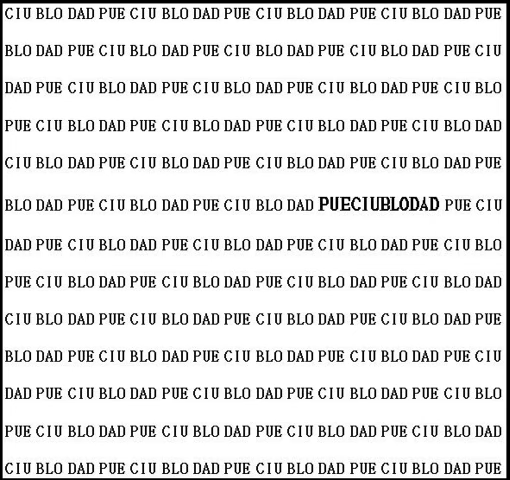 CIU BLO DAD PUE CIU BLO DAD PUE CIU BLO DAD PUE CIU BLO DAD PUE
BLO DAD PUE CIU BLO DAD PUE CIU BLO DAD PUE CIU BLO DAD PUE CIU
DAD PUE CIU BLO DAD PUE CIU BLO DAD PUE CIU BLO DAD PUE CIU BLO
PUE CIU BLO DAD PUE CIU BLO DAD PUE CIU BLO DAD PUE CIU BLO DAD
CIU BLO DAD PUE CIU BLO DAD PUE CIU BLO DAD PUE CIU BLO DAD PUE
BLO DAD PUE CIU BLO DAD PUE CIU BLO DAD PUECIUBLODAD PUE CIU
DAD PUE CIU BLO DAD PUE CIU BLO DAD PUE CIU BLO DAD PUE CIU BLO
PUE CIU BLO DAD PUE CIU BLO DAD PUE CIU BLO DAD PUE CIU BLO DAD
CIU BLO DAD PUE CIU BLO DAD PUE CIU BLO DAD PUE CIU BLO DAD PUE
BLO DAD PUE CIU BLO DAD PUE CIU BLO DAD PUE CIU BLO DAD PUE CIU
DAD PUE CIU BLO DAD PUE CIU BLO DAD PUE CIU BLO DAD PUE CIU BLO
PUE CIU BLO DAD PUE CIU BLO DAD PUE CIU BLO DAD PUE CIU BLO DAD
CIU BLO DAD PUE CIU BLO DAD PUE CIU BLO DAD PUE CIU BLO DAD PUE